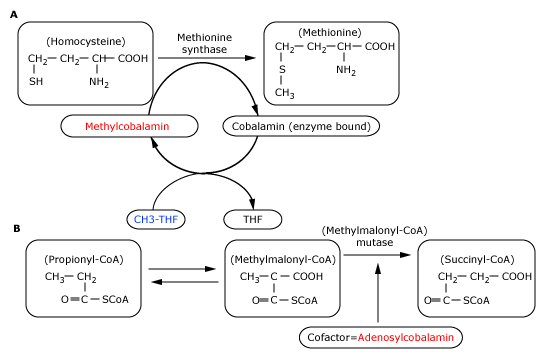 A
(Homocysteine)
CH2– CH2– CH– COOH
SH
NH2
Methionine
synthase
(Methionine)
CH2– CH2– CH– COOH
S
NH2
CH3
Methylcobalamin
Cobalamin (enzyme bound)
CH3-THF
THF
B
(Propionyl-CoA)
CH3– CH2
O=C– SCoA
(Methylmalonyl-CoA)
CH3– CH– COOH
O=C– SCoA
(Methylmalonyl-CoA)
mutase
(Succinyl-CoA)
CH2– CH2– COOH
O=C– SCoA
Cofactor=Adenosylcobalamin